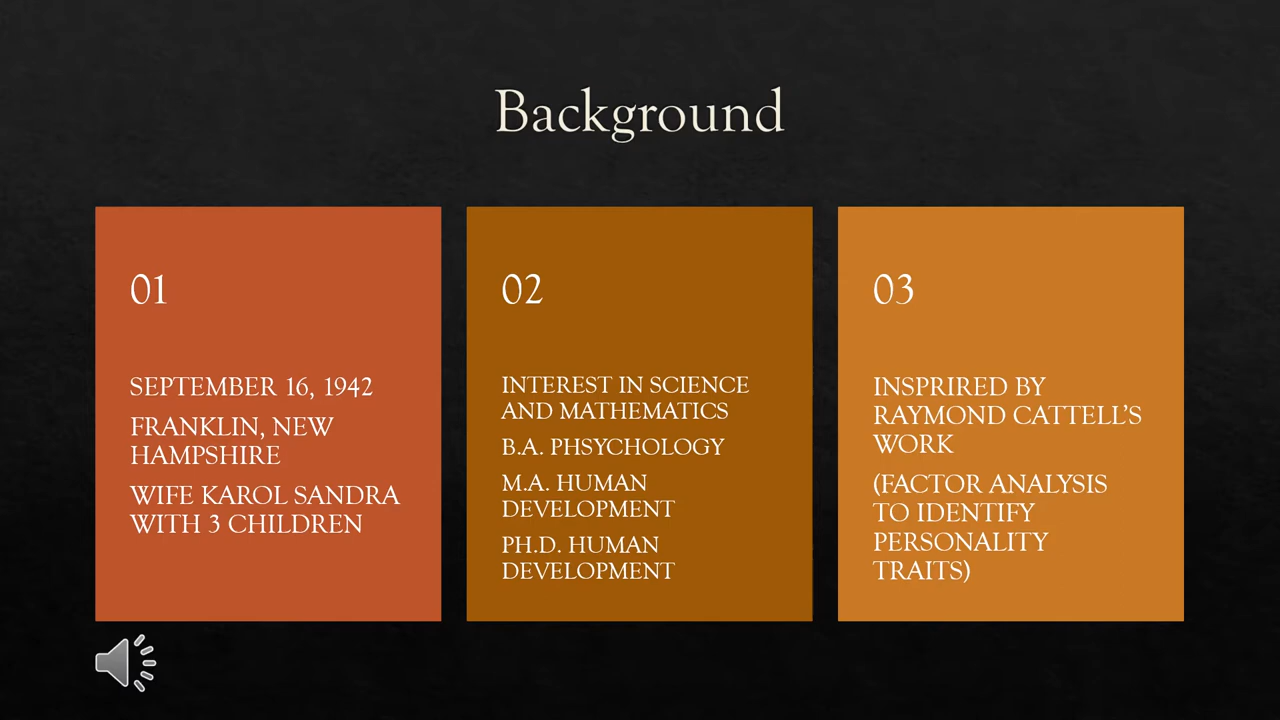 Background
01
SEPTEMBER 16, 1942
FRANKLIN, NEW
HAMPSHIRE
WIFE KAROL SANDRA
WITH 3 CHILDREN
02
INTEREST IN SCIENCE
AND MATHEMATICS
B.A. PHSYCHOLOGY
M.A. HUMAN
DEVELOPMENT
PH.D. HUMAN
DEVELOPMENT
03
INSPRIRED BY
RAYMOND CATTELL’S
WORK
(FACTOR ANALYSIS
TO IDENTIFY
PERSONALITY
TRAITS)